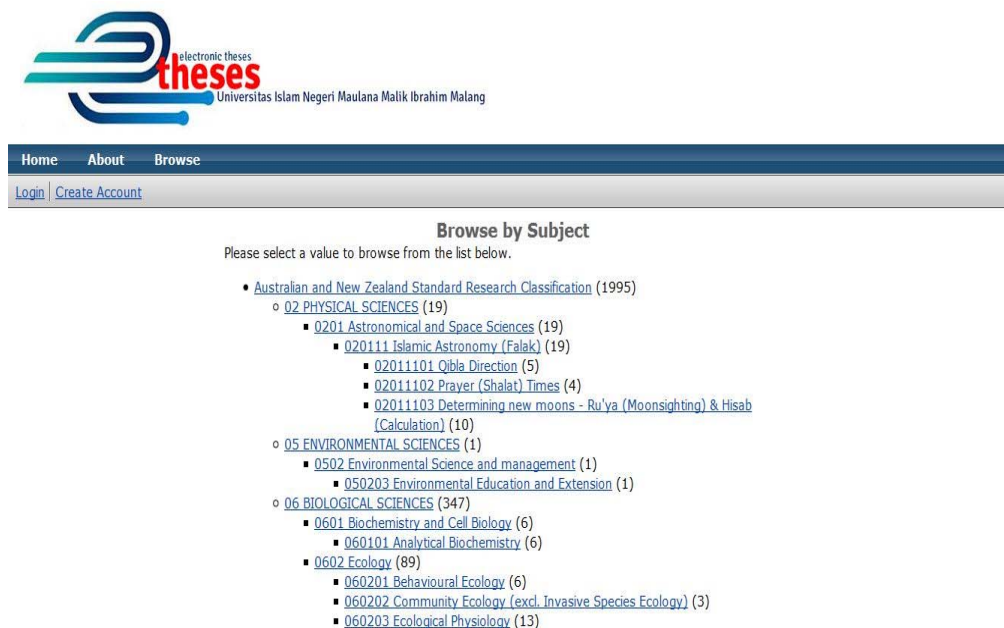 electronic theses
theses
Universitas Islam Negeri Maulana Malik Ibrahim Malang
Home About Browse
Login Create Account
Browse by Subject
Please select a value to browse from the list below.
• Australian and New Zealand Standard Research Classification (1995)
o 02 PHYSICAL SCIENCES (19)
▪ 0201 Astronomical and Space Sciences (19)
▪ 020111 Islamic Astronomy (Falak) (19)
▪ 02011101 Qibla Direction (5)
▪ 02011102 Prayer (Shalat) Times (4)
▪ 02011103 Determining new moons - Ru'ya (Moonsighting) & Hisab
(Calculation) (10)
o 05 ENVIRONMENTAL SCIENCES (1)
▪ 0502 Environmental Science and management (1)
▪ 050203 Environmental Education and Extension (1)
o 06 BIOLOGICAL SCIENCES (347)
▪ 0601 Biochemistry and Cell Biology (6)
▪ 060101 Analytical Biochemistry (6)
▪ 0602 Ecology (89)
▪ 060201 Behavioural Ecology (6)
▪ 060202 Community Ecology (excl. Invasive Species Ecology) (3)
▪ 060203 Ecological Physiology (13)